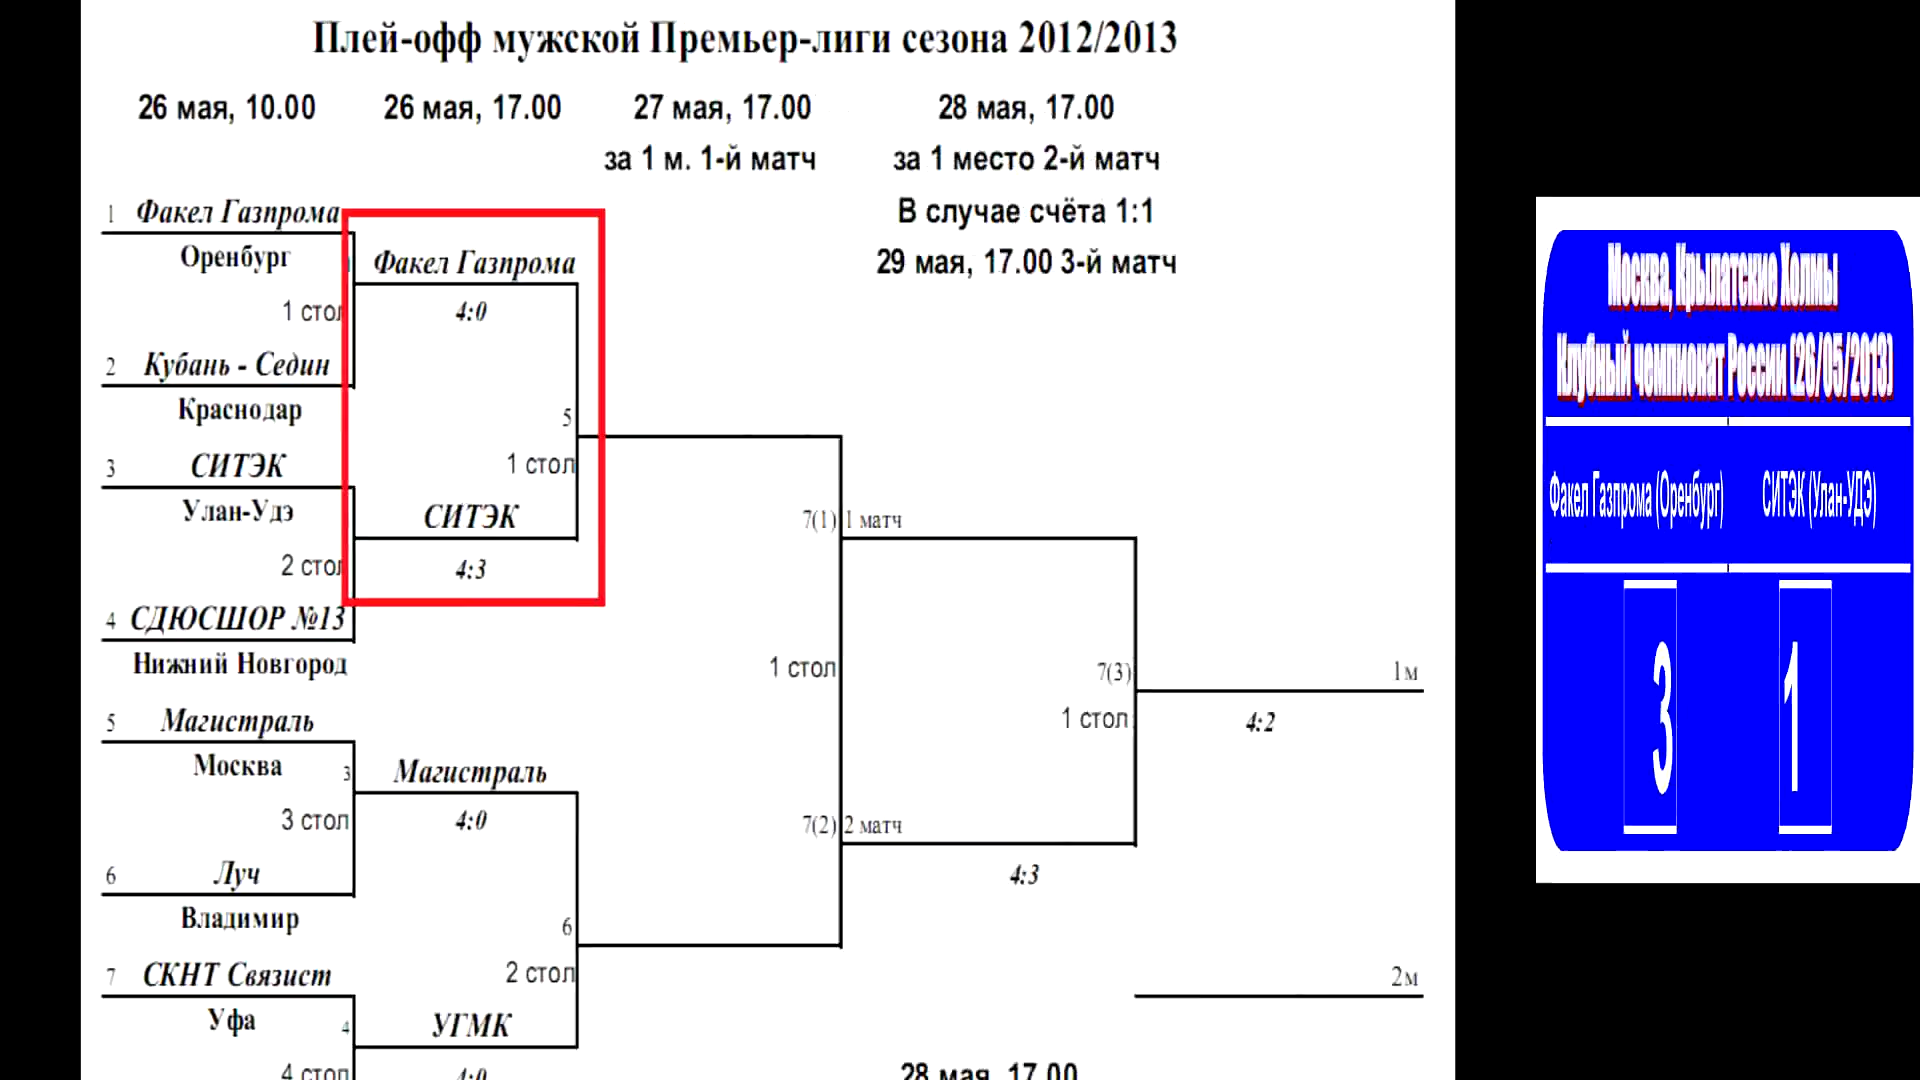 Плей-офф мужской Премьер-лиги сезона 2012/2013
26 мая, 10.00 26 мая, 17.00 27 мая, 17.00 28 мая, 17.00
за 1 м. 1-й матч за 1 место 2-й матч
В случае счёта 1:1
29 мая, 17.00 3-й матч
1 Факел Газпрома
Оренбург
Факел Газпрома
1 стол
4:0
2 Кубань - Седин
Краснодар
5
1 стол
3 СИТЭК
Улан-Удэ
СИТЭК
2 стол
4:3
4 СДЮСШОР №13
Нижний Новгород
7(1) 1 матч
1 стол
7(3)
1 стол
1м
4:2
5 Магистраль
Москва
3
Магистраль
3 стол
4:0
6 Луч
Владимир
7(2) 2 матч
4:3
6
2 стол
7 СКНТ Связист
Уфа
4
УГМК
4 стол
4:0
2м
28 мая, 17.00
Москва, Крылатские Холмы
Клубный чемпионат России (26/05/2013)
Факел Газпрома (Оренбург) СИТЭК (Улан-УДЭ)
3 1